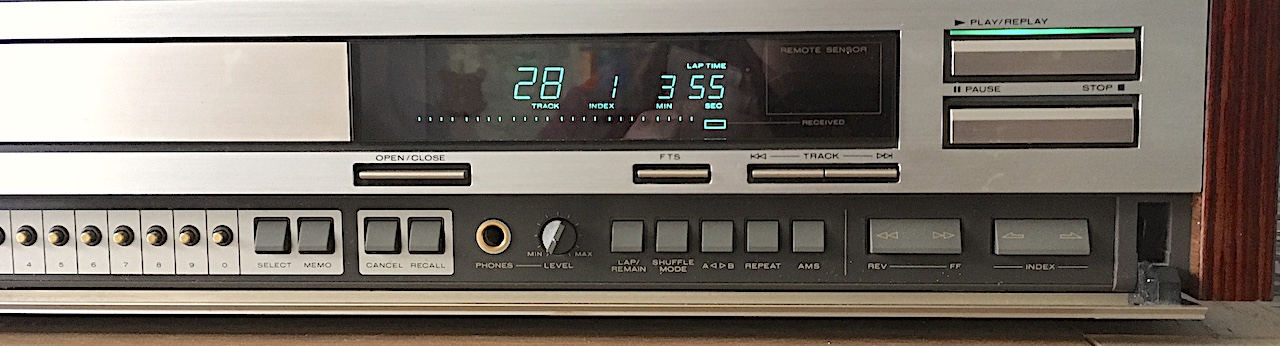 ▶ PLAY/REPLAY
REMOTE SENSOR
LAP TIME
28 1 3 55
TRACK INDEX MIN SEC
⏸ PAUSE STOP ■
RECEIVED
OPEN/CLOSE FTS ⏮ TRACK ⏭
4 5 6 7 8 9 0
SELECT MEMO CANCEL RECALL
MIN MAX
PHONES LEVEL
LAP/
REMAIN
SHUFFLE
MODE
A◁▷B REPEAT AMS
◁◁ ▷▷
REV FF
⇦ ⇨
INDEX